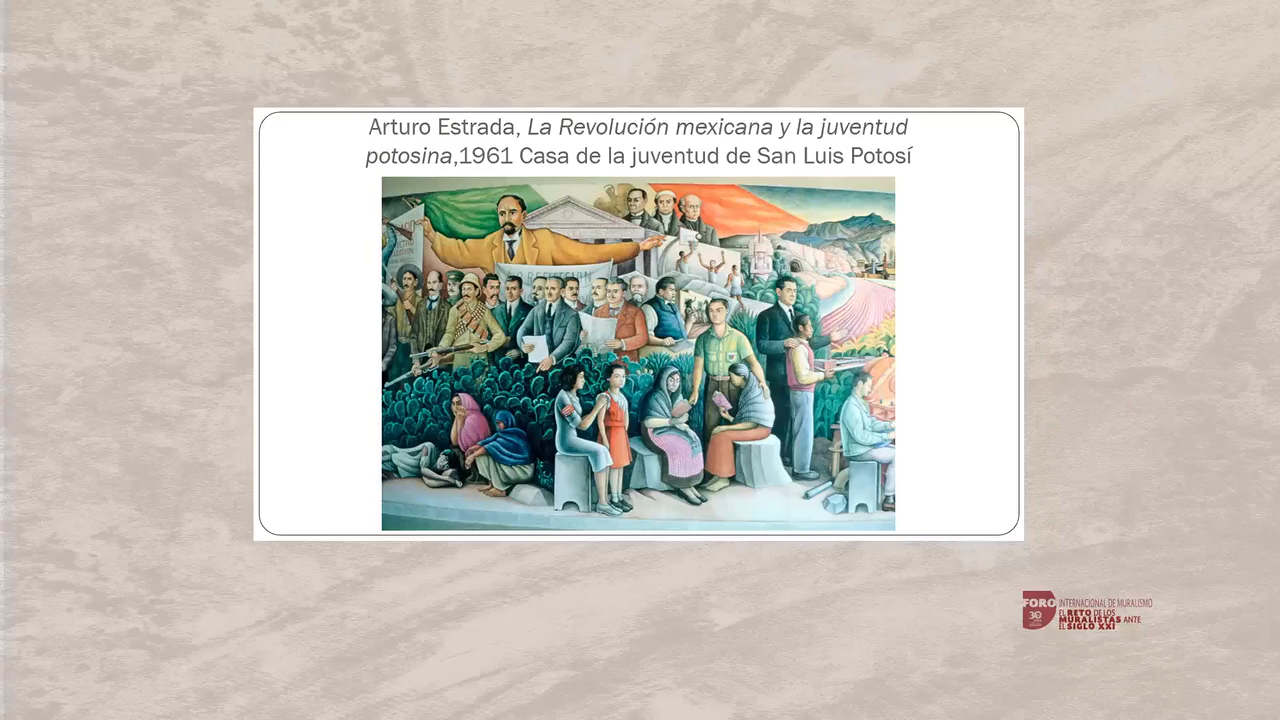 Arturo Estrada, La Revolución mexicana y la juventud
potosina,1961 Casa de la juventud de San Luis Potosí
FORO INTERNACIONAL DE MURALISMO
30
EL RETO DE LOS
MURALISTAS ANTE
EL SIGLO XXI